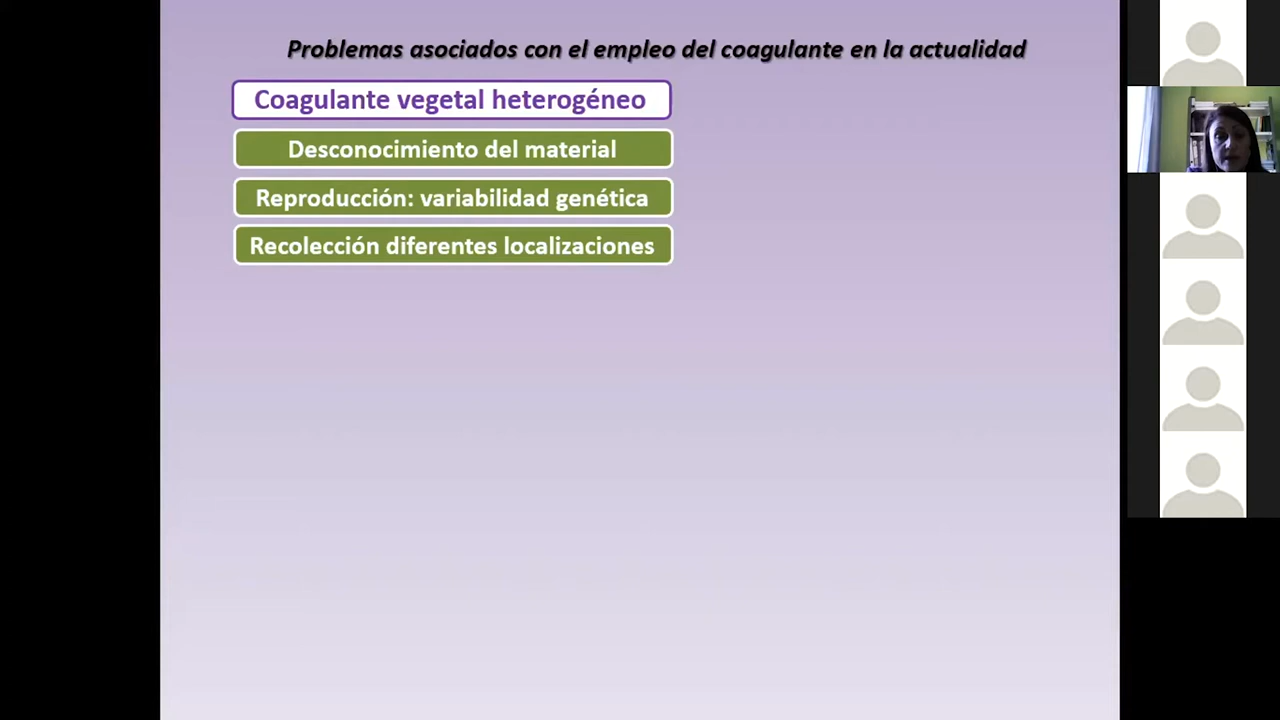 Problemas asociados con el empleo del coagulante en la actualidad
Coagulante vegetal heterogéneo
Desconocimiento del material
Reproducción: variabilidad genética
Recolección diferentes localizaciones